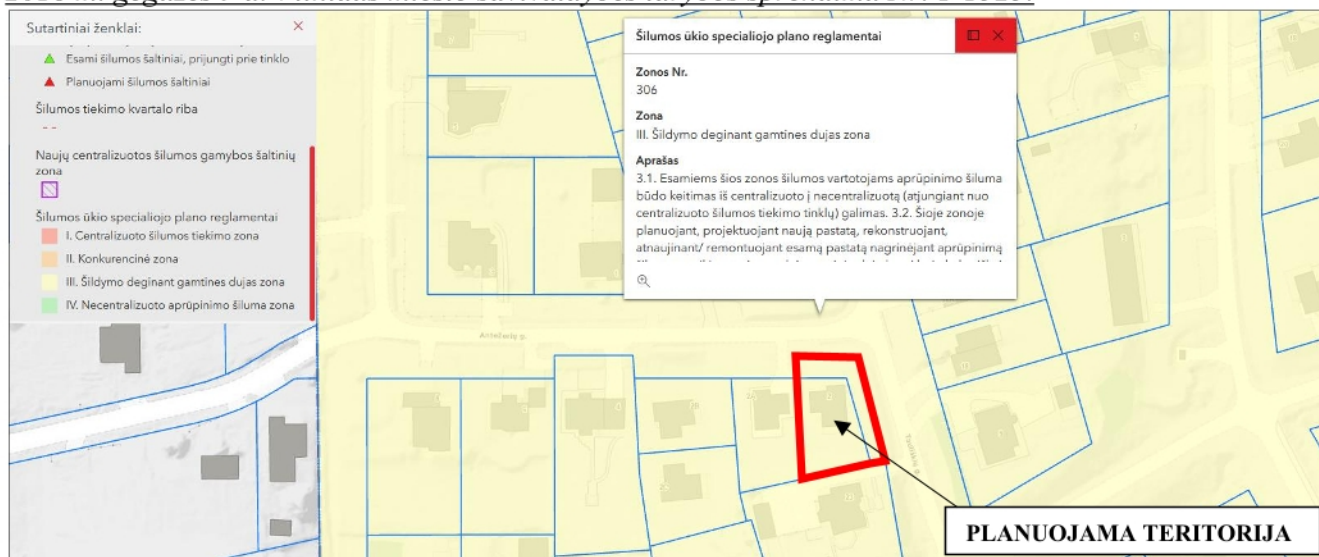 Sutartiniai ženklai:
Esami šilumos šaltiniai, prijungti prie tinklo
Planuojami šilumos šaltiniai
Šilumos tiekimo kvartalo riba
Naujų centralizuotos šilumos gamybos šaltinių
zona
Šilumos ūkio specialiojo plano reglamentai
I. Centralizuoto šilumos tiekimo zona
II. Konkurencinė zona
III. Šildymo deginant gamtines dujas zona
IV. Necentralizuoto aprūpinimo šiluma zona
Šilumos ūkio specialiojo plano reglamentai
Zonos Nr.
306
Zona
III. Šildymo deginant gamtines dujas zona
Aprašas
3.1. Esamiems šios zonos šilumos vartotojams aprūpinimo šiluma
būdo keitimas iš centralizuoto į necentralizuotą (atjungiant nuo
centralizuoto šilumos tiekimo tinklų) galimas. 3.2. Šioje zonoje
planuojant, projektuojant naują pastatą, rekonstruojant,
atnaujinant/ remontuojant esamą pastatą nagrinėjant aprūpinimą
PLANUOJAMA TERITORIJA